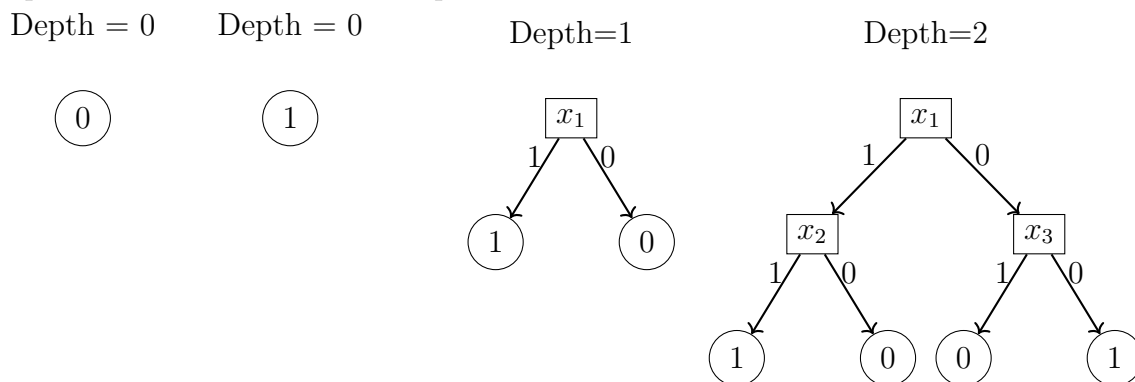 Depth = 0 Depth = 0 Depth=1 Depth=2
0 1 x₁ x₁
1 0 1 0
1 0 x₂ x₃
1 0 1 0
1 0 0 1